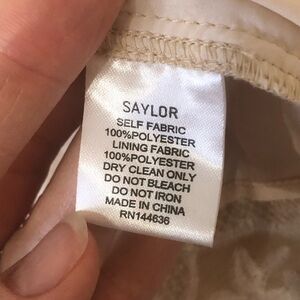 SAYLOR
SELF FABRIC
100%POLYESTER
LINING FABRIC
100%POLYESTER
DRY CLEAN ONLY
DO NOT BLEACH
DO NOT IRON
MADE IN CHINA
RN144636